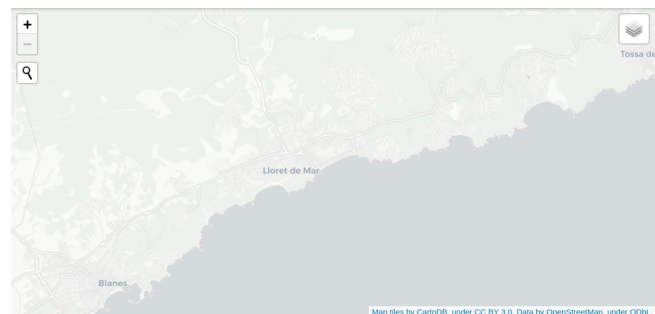 +
−
Tossa de
Lloret de Mar
Blanes
Map tiles by CartoDB, under CC BY 3.0. Data by OpenStreetMap, under ODbL.